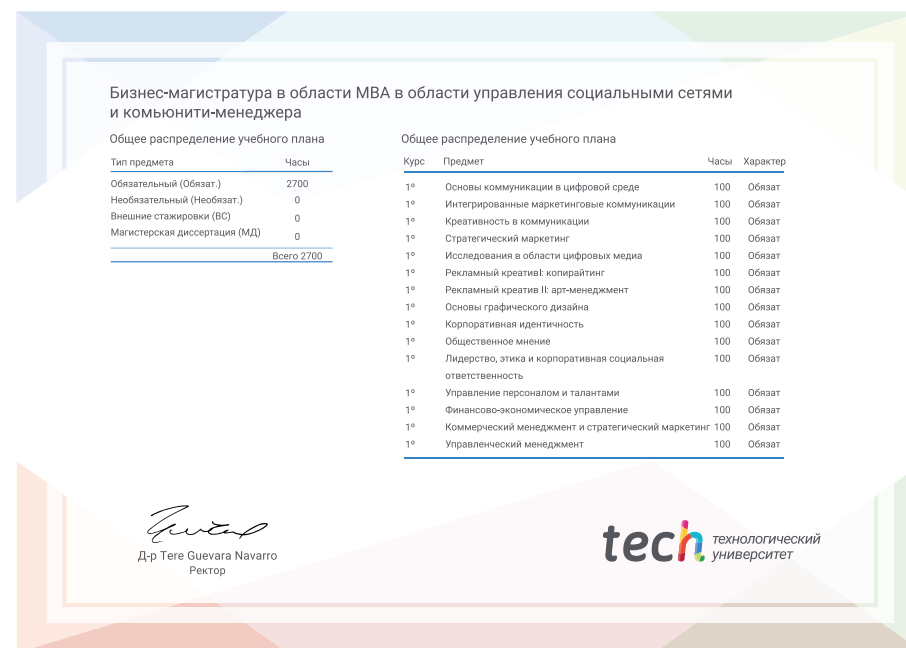 Бизнес-магистратура в области MBA в области управления социальными сетями
и комьюнити-менеджера
Общее распределение учебного плана
Тип предмета Часы
Обязательный (Обязат.) 2700
Необязательный (Необязат.) 0
Внешние стажировки (ВС) 0
Магистерская диссертация (МД) 0
Всего 2700
Общее распределение учебного плана
Курс Предмет Часы Характер
1º Основы коммуникации в цифровой среде 100 Обязат
1º Интегрированные маркетинговые коммуникации 100 Обязат
1º Креативность в коммуникации 100 Обязат
1º Стратегический маркетинг 100 Обязат
1º Исследования в области цифровых медиа 100 Обязат
1º Рекламный креативI: копирайтинг 100 Обязат
1º Рекламный креатив II: арт-менеджмент 100 Обязат
1º Основы графического дизайна 100 Обязат
1º Корпоративная идентичность 100 Обязат
1º Общественное мнение 100 Обязат
1º Лидерство, этика и корпоративная социальная 100 Обязат
ответственность
1º Управление персоналом и талантами 100 Обязат
1º Финансово-экономическое управление 100 Обязат
1º Коммерческий менеджмент и стратегический маркетинг 100 Обязат
1º Управленческий менеджмент 100 Обязат
Д-р Tere Guevara Navarro
Ректор
tech технологический
университет